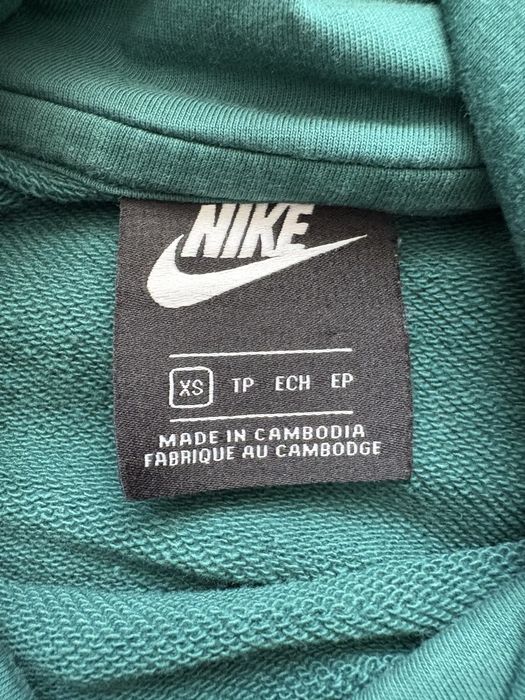 NIKE
XS TP ECH EP
MADE IN CAMBODIA
FABRIQUE AU CAMBODGE